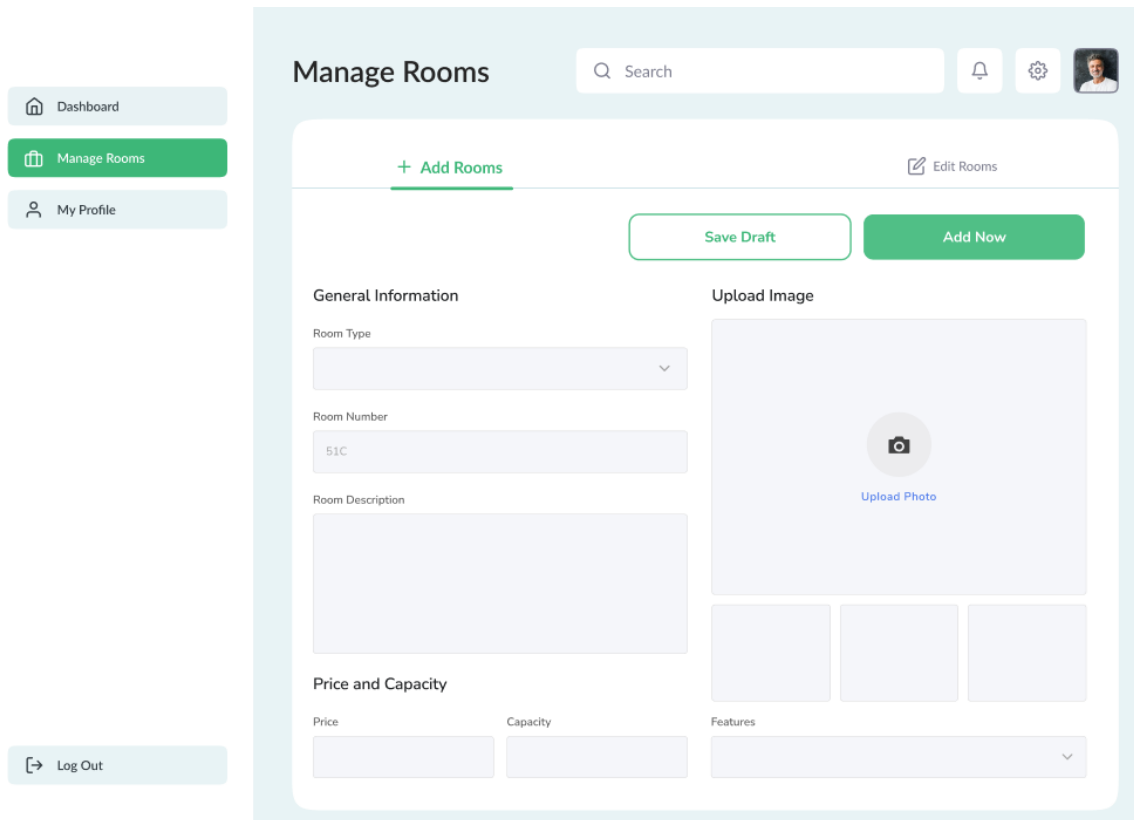 Manage Rooms
Search
Dashboard
Manage Rooms
My Profile
Log Out
+ Add Rooms
Edit Rooms
Save Draft
Add Now
General Information
Room Type
Room Number
51C
Room Description
Price and Capacity
Price
Capacity
Upload Image
Upload Photo
Features